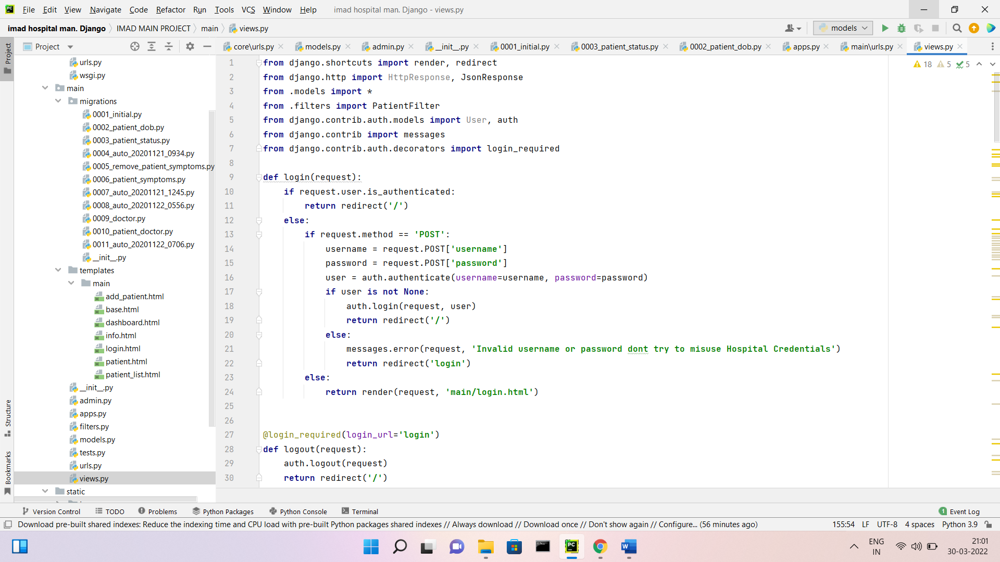 PC File Edit View Navigate Code Refactor Run Tools VCS Window Help imad hospital man. Django - views.py
imad hospital man. Django IMAD MAIN PROJECT main views.py models
Project
Project core\urls.py models.py admin.py __init__.py 0001_initial.py 0003_patient_status.py 0002_patient_dob.py apps.py main\urls.py views.py
18 5 5
urls.py
wsgi.py
main
migrations
0001_initial.py
0002_patient_dob.py
0003_patient_status.py
0004_auto_20201121_0934.py
0005_remove_patient_symptoms.py
0006_patient_symptoms.py
0007_auto_20201121_1245.py
0008_auto_20201122_0556.py
0009_doctor.py
0010_patient_doctor.py
0011_auto_20201122_0706.py
__init__.py
templates
main
add_patient.html
base.html
dashboard.html
info.html
login.html
patient.html
patient_list.html
__init__.py
admin.py
apps.py
filters.py
models.py
tests.py
urls.py
views.py
static
Structure
Bookmarks
1 from django.shortcuts import render, redirect
2 from django.http import HttpResponse, JsonResponse
3 from .models import *
4 from .filters import PatientFilter
5 from django.contrib.auth.models import User, auth
6 from django.contrib import messages
7 from django.contrib.auth.decorators import login_required
8
9 def login(request):
10 if request.user.is_authenticated:
11 return redirect('/')
12 else:
13 if request.method == 'POST':
14 username = request.POST['username']
15 password = request.POST['password']
16 user = auth.authenticate(username=username, password=password)
17 if user is not None:
18 auth.login(request, user)
19 return redirect('/')
20 else:
21 messages.error(request, 'Invalid username or password dont try to misuse Hospital Credentials')
22 return redirect('login')
23 else:
24 return render(request, 'main/login.html')
25
26
27 @login_required(login_url='login')
28 def logout(request):
29 auth.logout(request)
30 return redirect('/')
Version Control TODO Problems Python Packages Python Console Terminal 1 Event Log
Download pre-built shared indexes: Reduce the indexing time and CPU load with pre-built Python packages shared indexes // Always download // Download once // Don't show again // Configure... (56 minutes ago) 155:54 LF UTF-8 4 spaces Python 3.9
PC W ENG 21:01
IN 30-03-2022